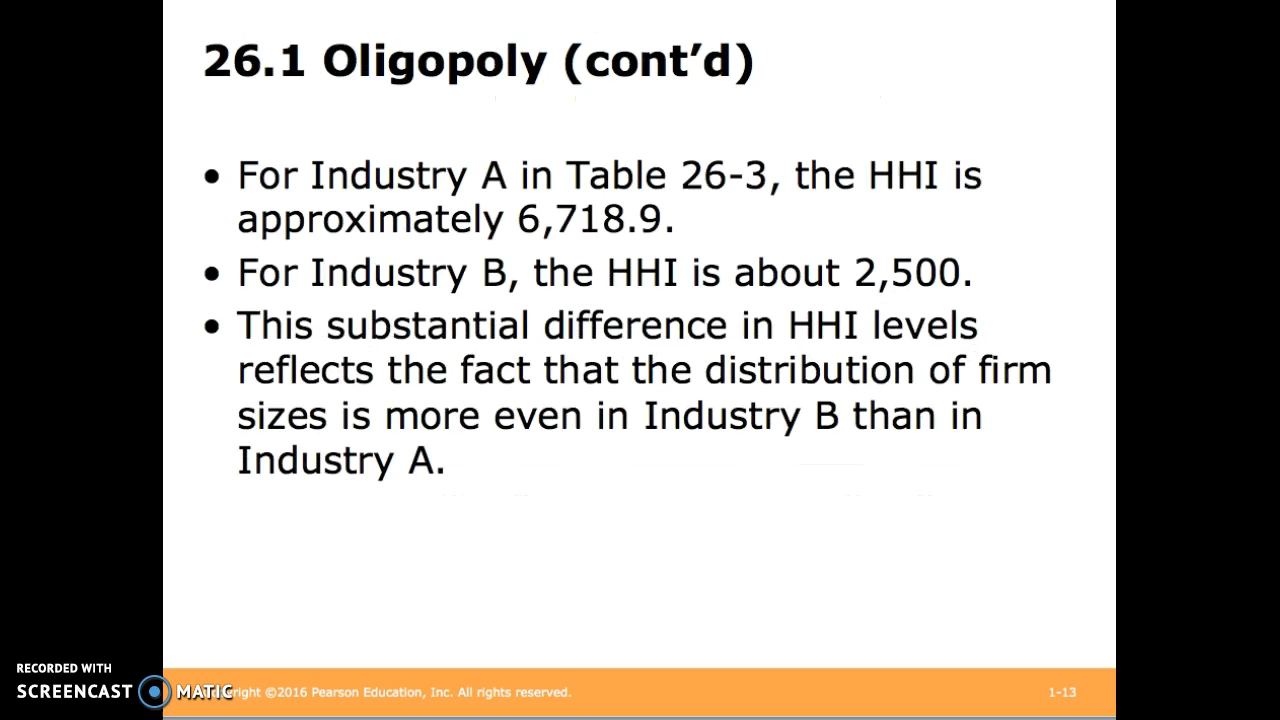 26.1 Oligopoly (cont’d)
• For Industry A in Table 26-3, the HHI is
approximately 6,718.9.
• For Industry B, the HHI is about 2,500.
• This substantial difference in HHI levels
reflects the fact that the distribution of firm
sizes is more even in Industry B than in
Industry A.
RECORDED WITH
SCREENCAST MATIC
©2016 Pearson Education, Inc. All rights reserved.
1-13